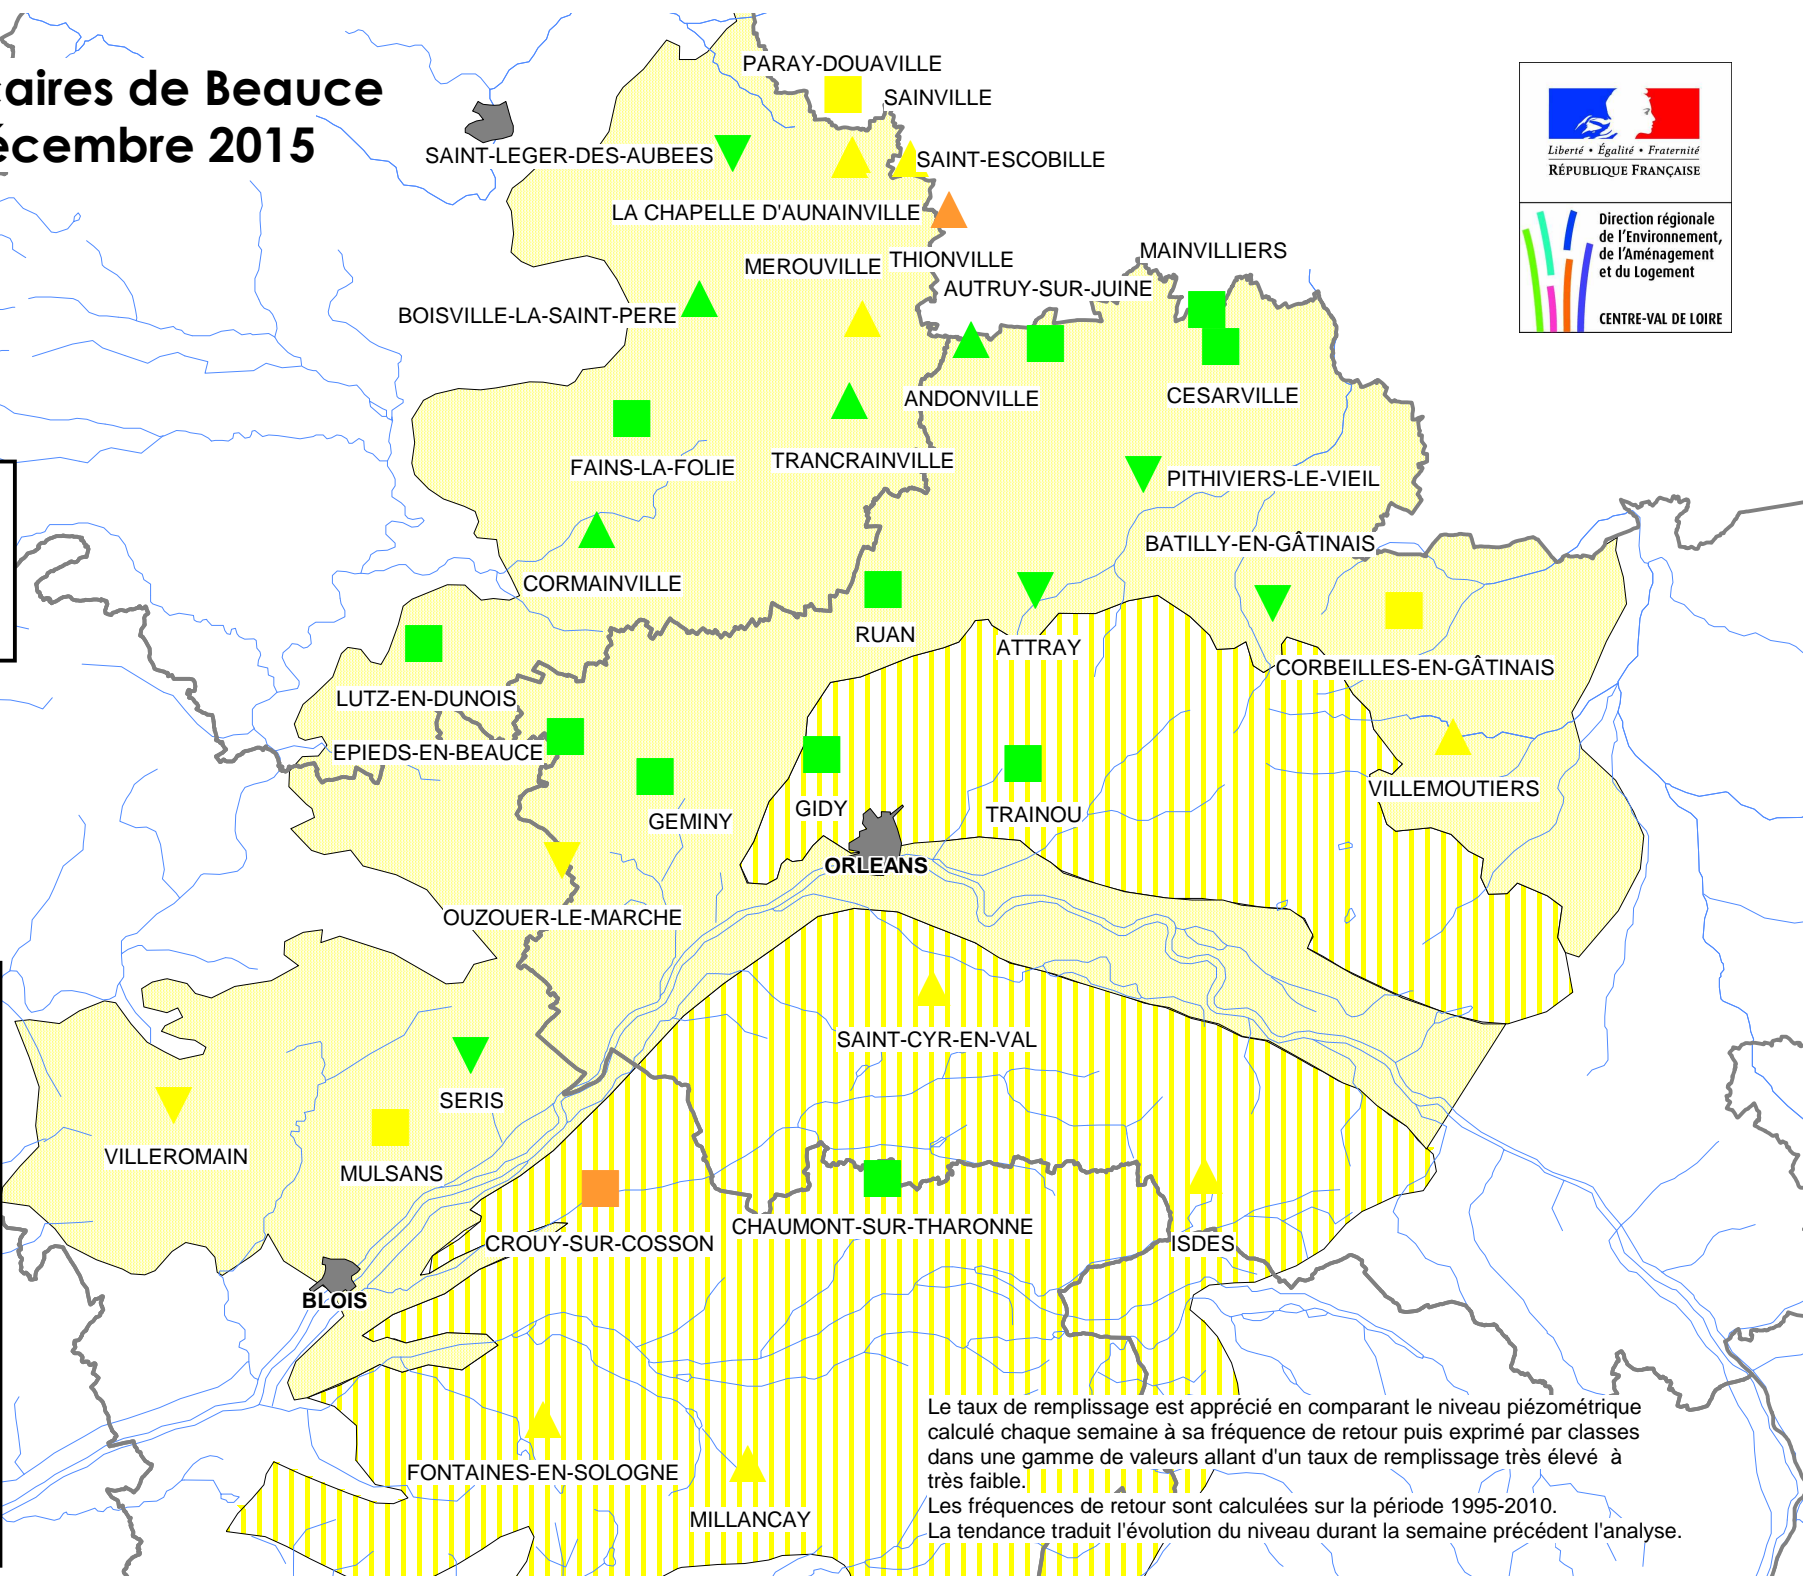 aires de Beauce
écembre 2015
PARAY-DOUAVILLE
SAINVILLE
SAINT-LEGER-DES-AUBEES
SAINT-ESCOBILLE
LA CHAPELLE D'AUNAINVILLE
THIONVILLE
MEROUVILLE
MAINVILLIERS
AUTRUY-SUR-JUINE
BOISVILLE-LA-SAINT-PERE
ANDONVILLE
CESARVILLE
FAINS-LA-FOLIE
TRANCRAINVILLE
PITHIVIERS-LE-VIEIL
BATILLY-EN-GÂTINAIS
CORMAINVILLE
RUAN
ATTRAY
CORBEILLES-EN-GÂTINAIS
LUTZ-EN-DUNOIS
EPIEDS-EN-BEAUCE
GEMINY
GIDY
TRAINOU
VILLEMOUTIERS
ORLEANS
OUZOUER-LE-MARCHE
SAINT-CYR-EN-VAL
SERIS
VILLEROMAIN
MULSANS
CROUY-SUR-COSSON
CHAUMONT-SUR-THARONNE
ISDES
BLOIS
FONTAINES-EN-SOLOGNE
MILLANCAY
Liberté • Égalité • Fraternité
RÉPUBLIQUE FRANÇAISE
Direction régionale
de l'Environnement,
de l'Aménagement
et du Logement
CENTRE-VAL DE LOIRE
Le taux de remplissage est apprécié en comparant le niveau piézométrique
calculé chaque semaine à sa fréquence de retour puis exprimé par classes
dans une gamme de valeurs allant d'un taux de remplissage très élevé à
très faible.
Les fréquences de retour sont calculées sur la période 1995-2010.
La tendance traduit l'évolution du niveau durant la semaine précédent l'analyse.